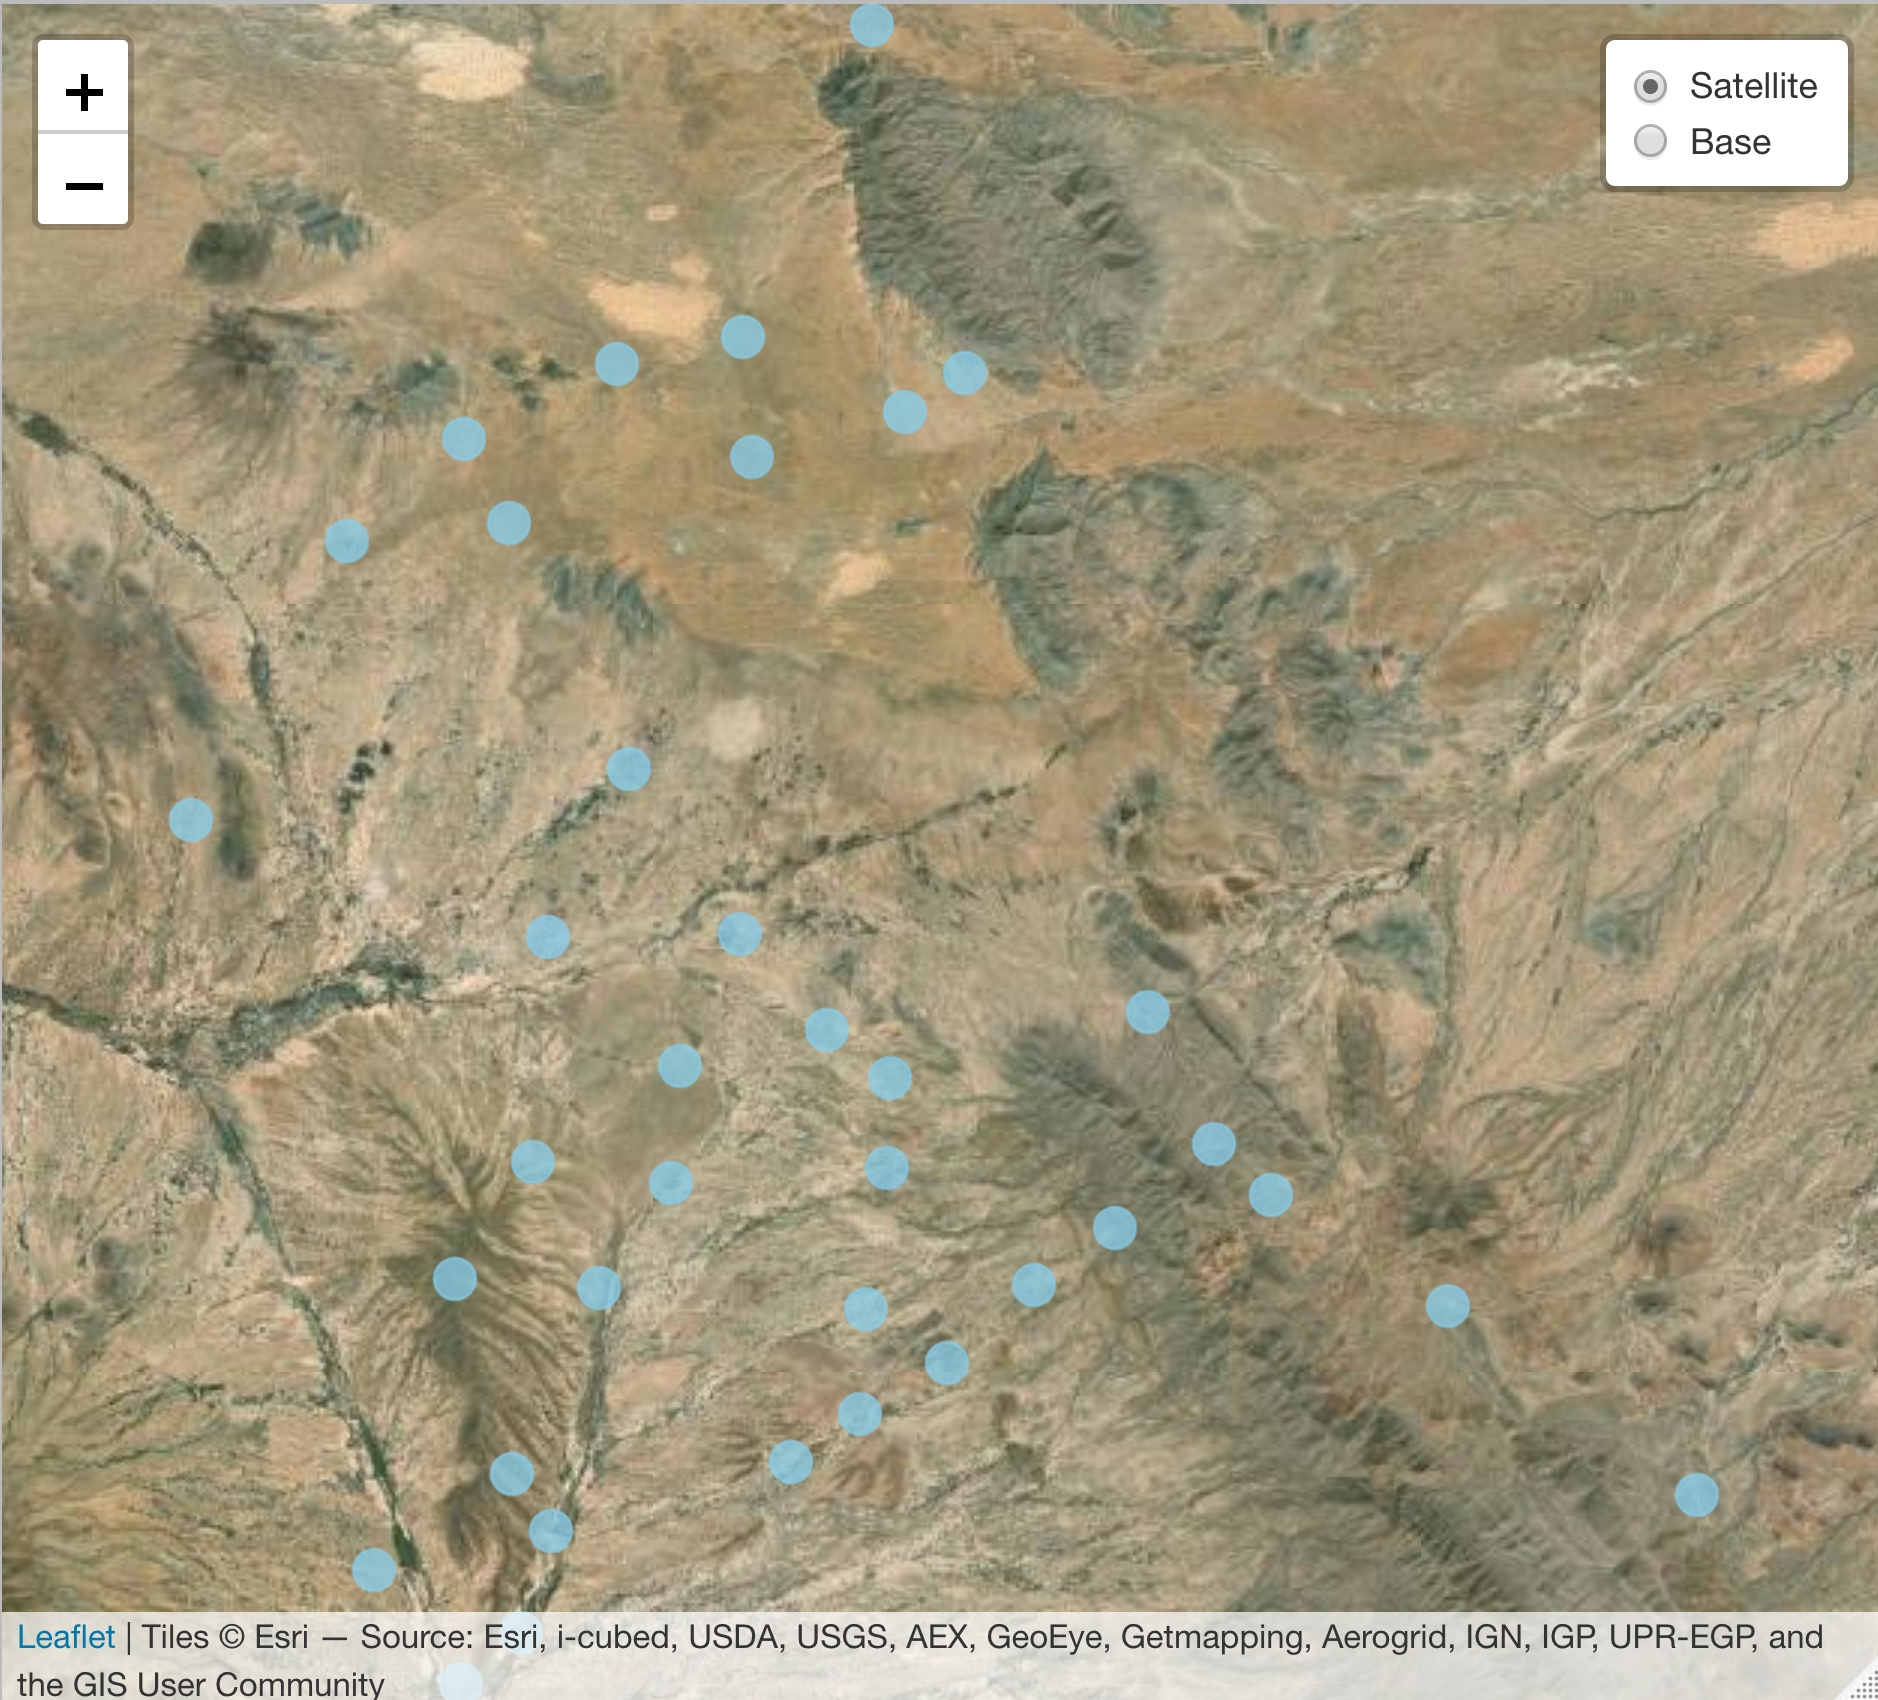 +
−
Satellite
Base
Leaflet | Tiles © Esri — Source: Esri, i-cubed, USDA, USGS, AEX, GeoEye, Getmapping, Aerogrid, IGN, IGP, UPR-EGP, and
the GIS User Community